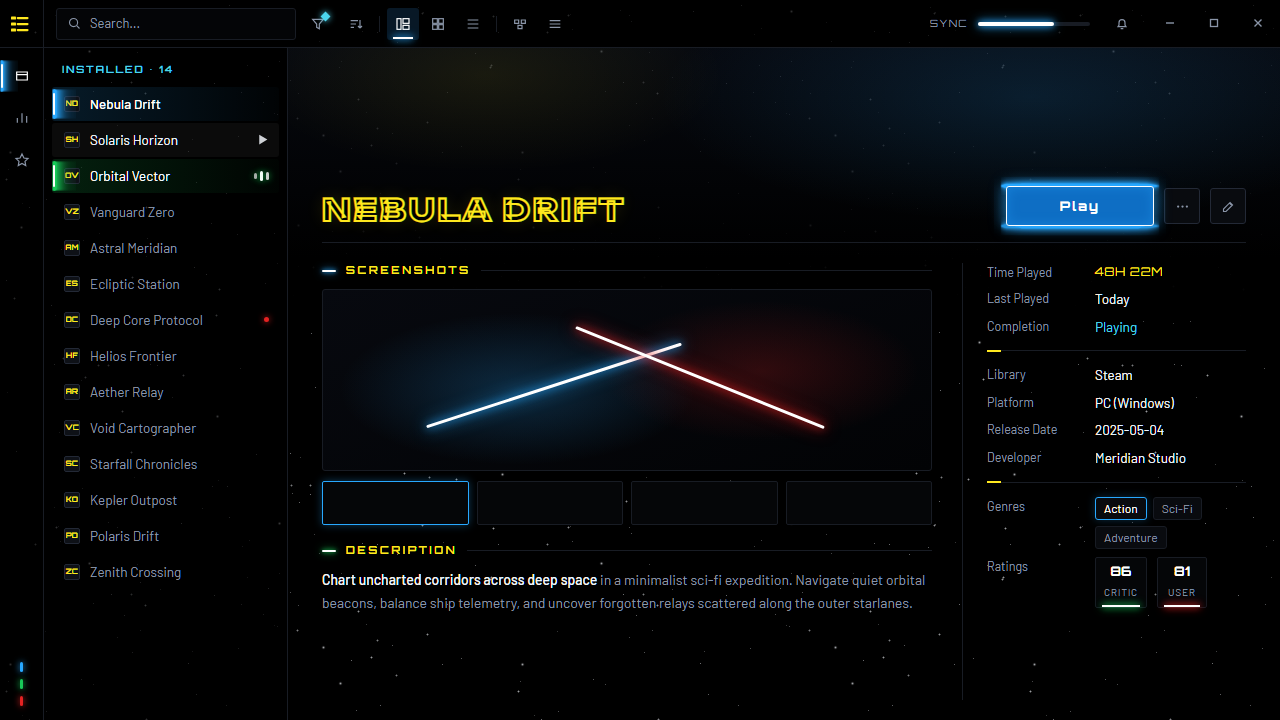 Search...
SYNC
INSTALLED · 14
ND Nebula Drift
SH Solaris Horizon
OV Orbital Vector
VZ Vanguard Zero
AM Astral Meridian
ES Ecliptic Station
DC Deep Core Protocol
HF Helios Frontier
AR Aether Relay
VC Void Cartographer
SC Starfall Chronicles
KO Kepler Outpost
PD Polaris Drift
ZC Zenith Crossing
NEBULA DRIFT
Play
SCREENSHOTS
DESCRIPTION
Chart uncharted corridors across deep space in a minimalist sci-fi expedition. Navigate quiet orbital
beacons, balance ship telemetry, and uncover forgotten relays scattered along the outer starlanes.
Time Played 48H 22M
Last Played Today
Completion Playing
Library Steam
Platform PC (Windows)
Release Date 2025-05-04
Developer Meridian Studio
Genres Action Sci-Fi
Adventure
Ratings 86 81
CRITIC USER